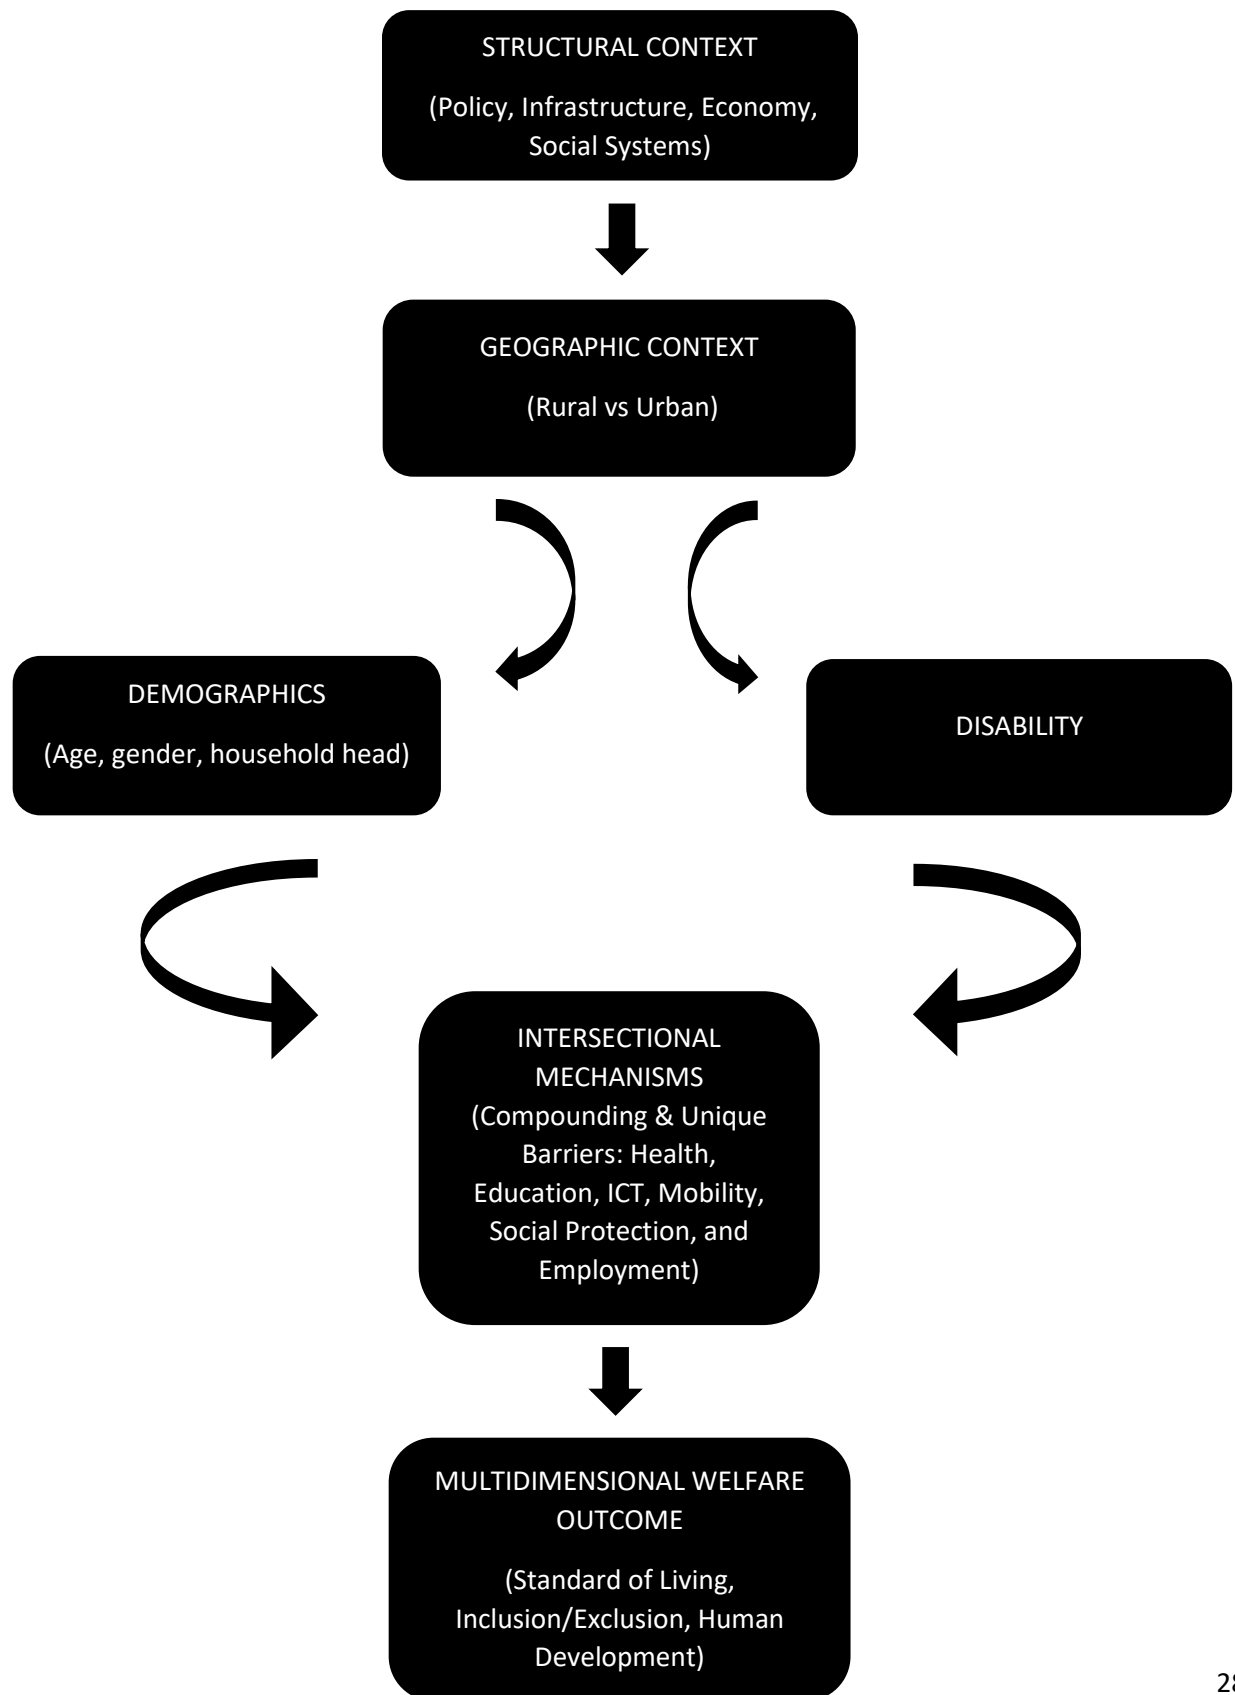 STRUCTURAL CONTEXT
(Policy, Infrastructure, Economy,
Social Systems)
GEOGRAPHIC CONTEXT
(Rural vs Urban)
DEMOGRAPHICS
(Age, gender, household head)
DISABILITY
INTERSECTIONAL
MECHANISMS
(Compounding & Unique
Barriers: Health,
Education, ICT, Mobility,
Social Protection, and
Employment)
MULTIDIMENSIONAL WELFARE
OUTCOME
(Standard of Living,
Inclusion/Exclusion, Human
Development)
28